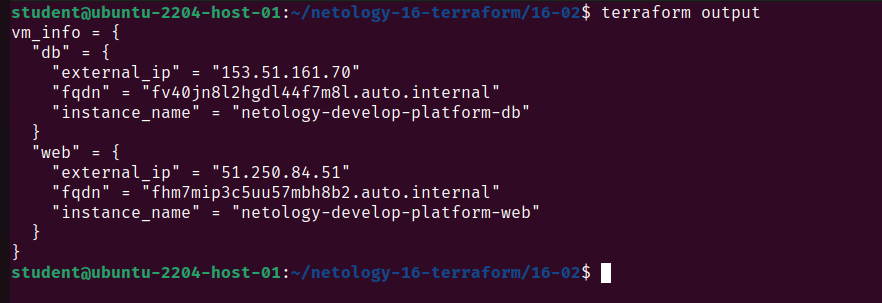 student@ubuntu-2204-host-01:~/netology-16-terraform/16-02$ terraform output
vm_info = {
  "db" = {
    "external_ip" = "153.51.161.70"
    "fqdn" = "fv40jn8l2hgdl44f7m8l.auto.internal"
    "instance_name" = "netology-develop-platform-db"
  }
  "web" = {
    "external_ip" = "51.250.84.51"
    "fqdn" = "fhm7mip3c5uu57mbh8b2.auto.internal"
    "instance_name" = "netology-develop-platform-web"
  }
}
student@ubuntu-2204-host-01:~/netology-16-terraform/16-02$